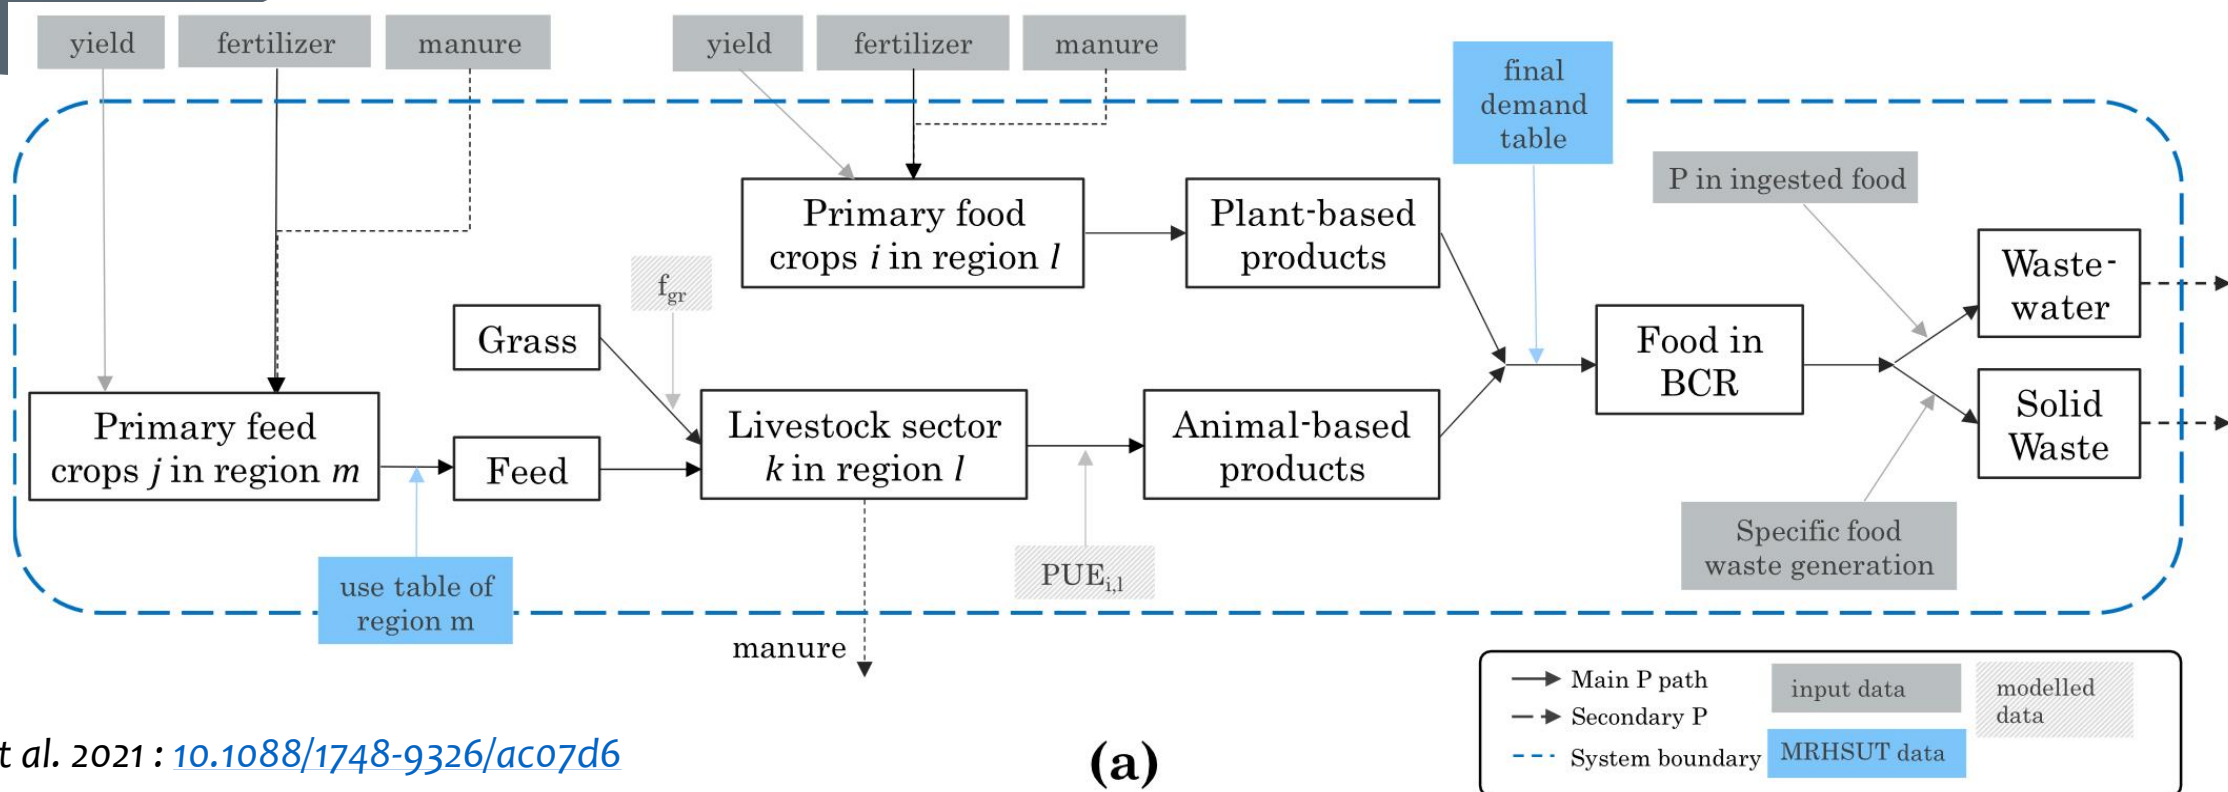 yield
fertilizer
manure
yield
fertilizer
manure
final
demand
table
P in ingested food
Primary food
crops i in region l
Plant-based
products
Waste-
water
f_gr
Grass
Food in
BCR
Primary feed
crops j in region m
Feed
Livestock sector
k in region l
Animal-based
products
Solid
Waste
use table of
region m
PUE_i,l
Specific food
waste generation
manure
Main P path
Secondary P
System boundary
input data
MRHSUT data
modelled
data
t al. 2021 : 10.1088/1748-9326/ac07d6
(a)